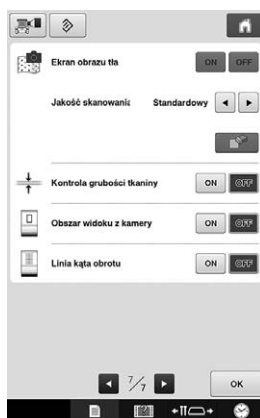 Ekran obrazu tła ON OFF
Jakość skanowania Standardowy
Kontrola grubości tkaniny ON OFF
Obszar widoku z kamery ON OFF
Linia kąta obrotu ON OFF
7/7
OK